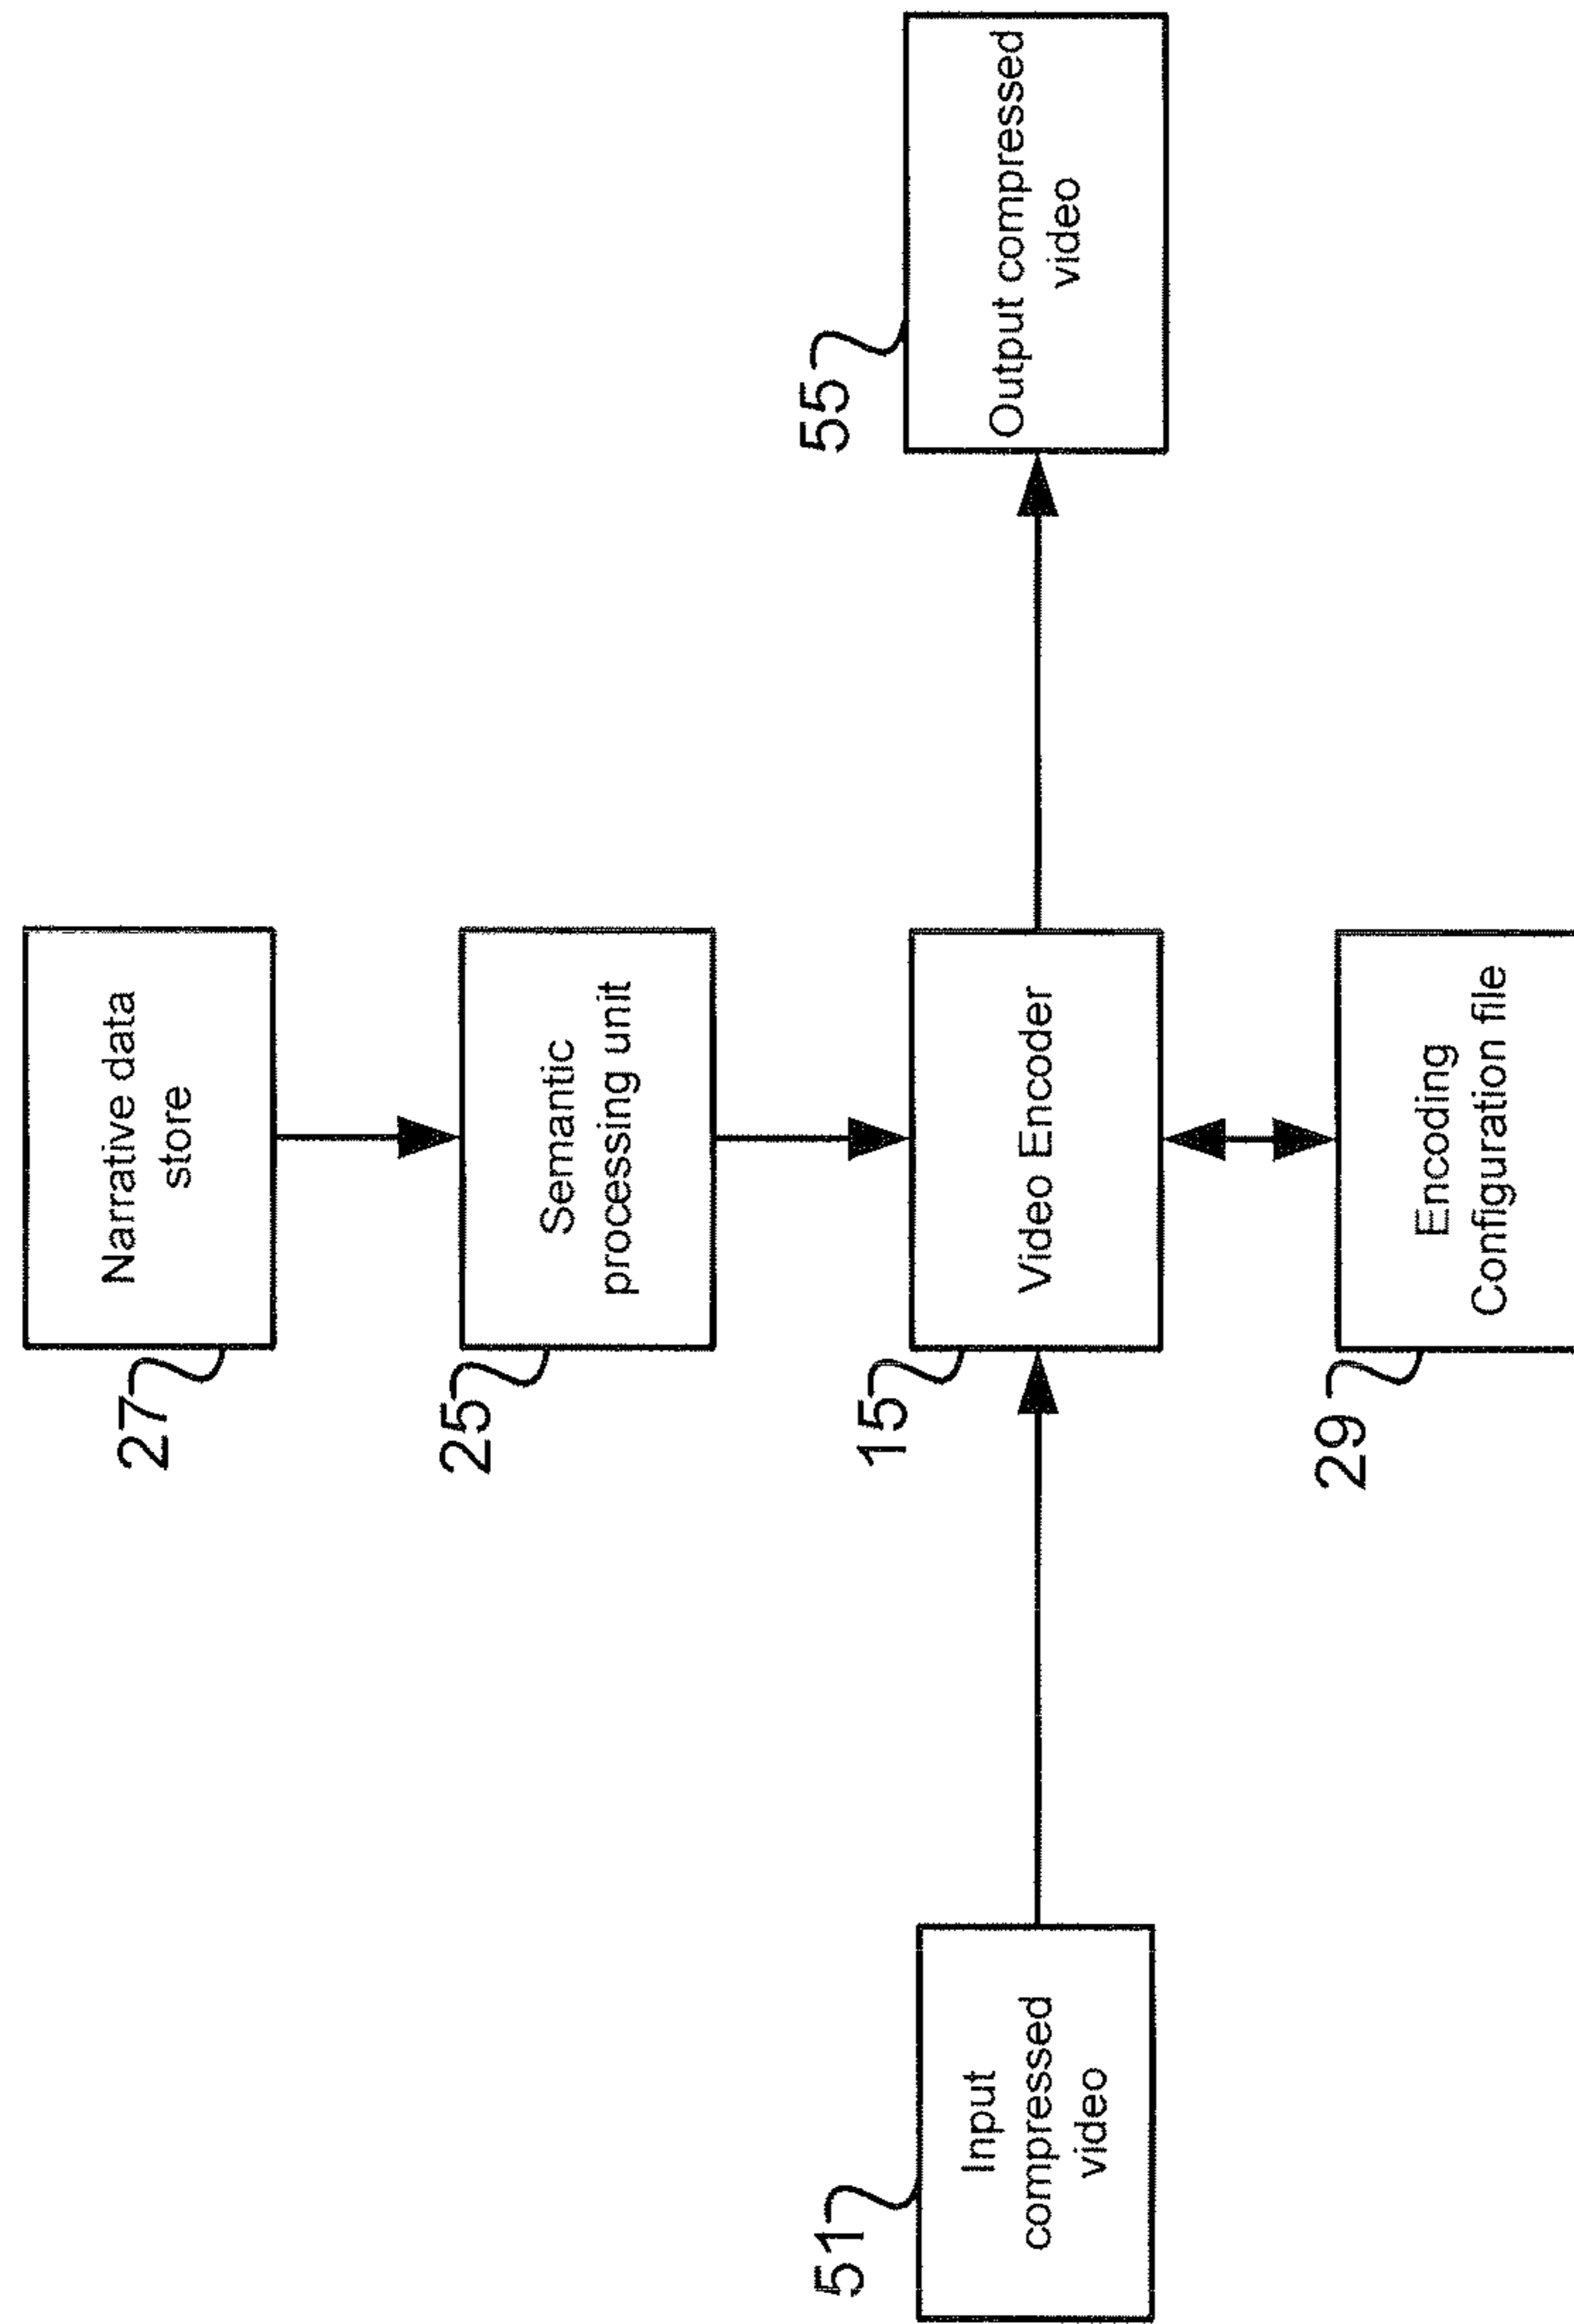 27
Narrative data
store
25
Semantic
processing unit
51
Input
compressed
video
15
Video Encoder
55
Output compressed
video
29
Encoding
Configuration file